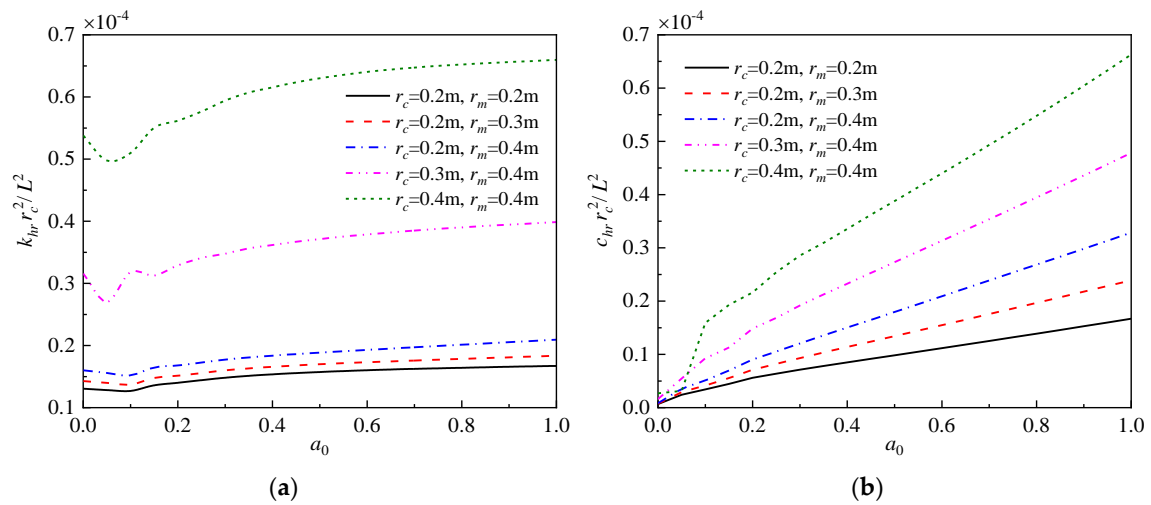 ×10⁻⁴
0.7
0.6
0.5
0.4
0.3
0.2
0.1
0.0 0.2 0.4 0.6 0.8 1.0
a₀
k_hr r_c²/L²
r_c=0.2m, r_m=0.2m
r_c=0.2m, r_m=0.3m
r_c=0.2m, r_m=0.4m
r_c=0.3m, r_m=0.4m
r_c=0.4m, r_m=0.4m
(a)
×10⁻⁴
0.7
0.6
0.5
0.4
0.3
0.2
0.1
0.0
0.0 0.2 0.4 0.6 0.8 1.0
a₀
c_hr r_c²/L²
r_c=0.2m, r_m=0.2m
r_c=0.2m, r_m=0.3m
r_c=0.2m, r_m=0.4m
r_c=0.3m, r_m=0.4m
r_c=0.4m, r_m=0.4m
(b)